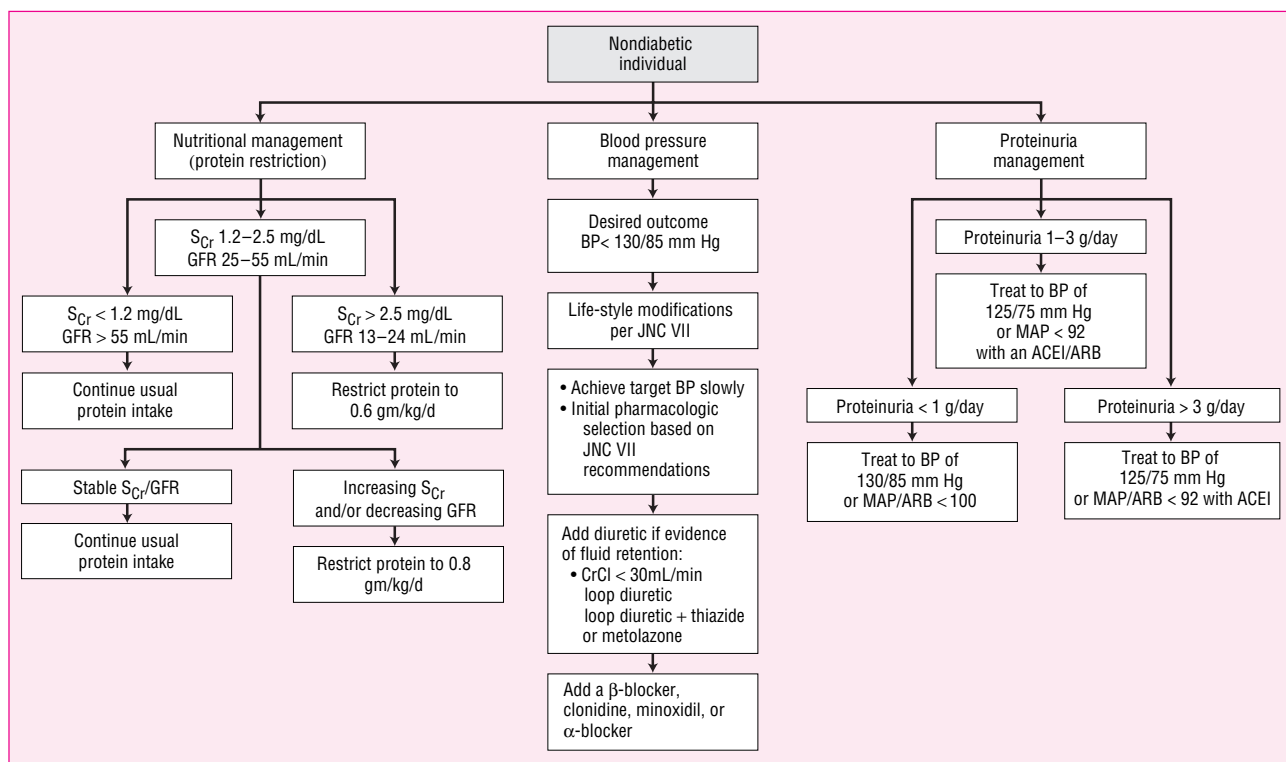 Nondiabetic
individual
Nutritional management
(protein restriction)
S_Cr 1.2–2.5 mg/dL
GFR 25–55 mL/min
S_Cr < 1.2 mg/dL
GFR > 55 mL/min
S_Cr > 2.5 mg/dL
GFR 13–24 mL/min
Continue usual
protein intake
Restrict protein to
0.6 gm/kg/d
Stable S_Cr/GFR
Increasing S_Cr
and/or decreasing GFR
Continue usual
protein intake
Restrict protein to 0.8
gm/kg/d
Blood pressure
management
Desired outcome
BP< 130/85 mm Hg
Life-style modifications
per JNC VII
• Achieve target BP slowly
• Initial pharmacologic
selection based on
JNC VII
recommendations
Add diuretic if evidence
of fluid retention:
• CrCl < 30mL/min
loop diuretic
loop diuretic + thiazide
or metolazone
Add a β-blocker,
clonidine, minoxidil, or
α-blocker
Proteinuria
management
Proteinuria 1–3 g/day
Treat to BP of
125/75 mm Hg
or MAP < 92
with an ACEI/ARB
Proteinuria < 1 g/day
Proteinuria > 3 g/day
Treat to BP of
130/85 mm Hg
or MAP/ARB < 100
Treat to BP of
125/75 mm Hg
or MAP/ARB < 92 with ACEI